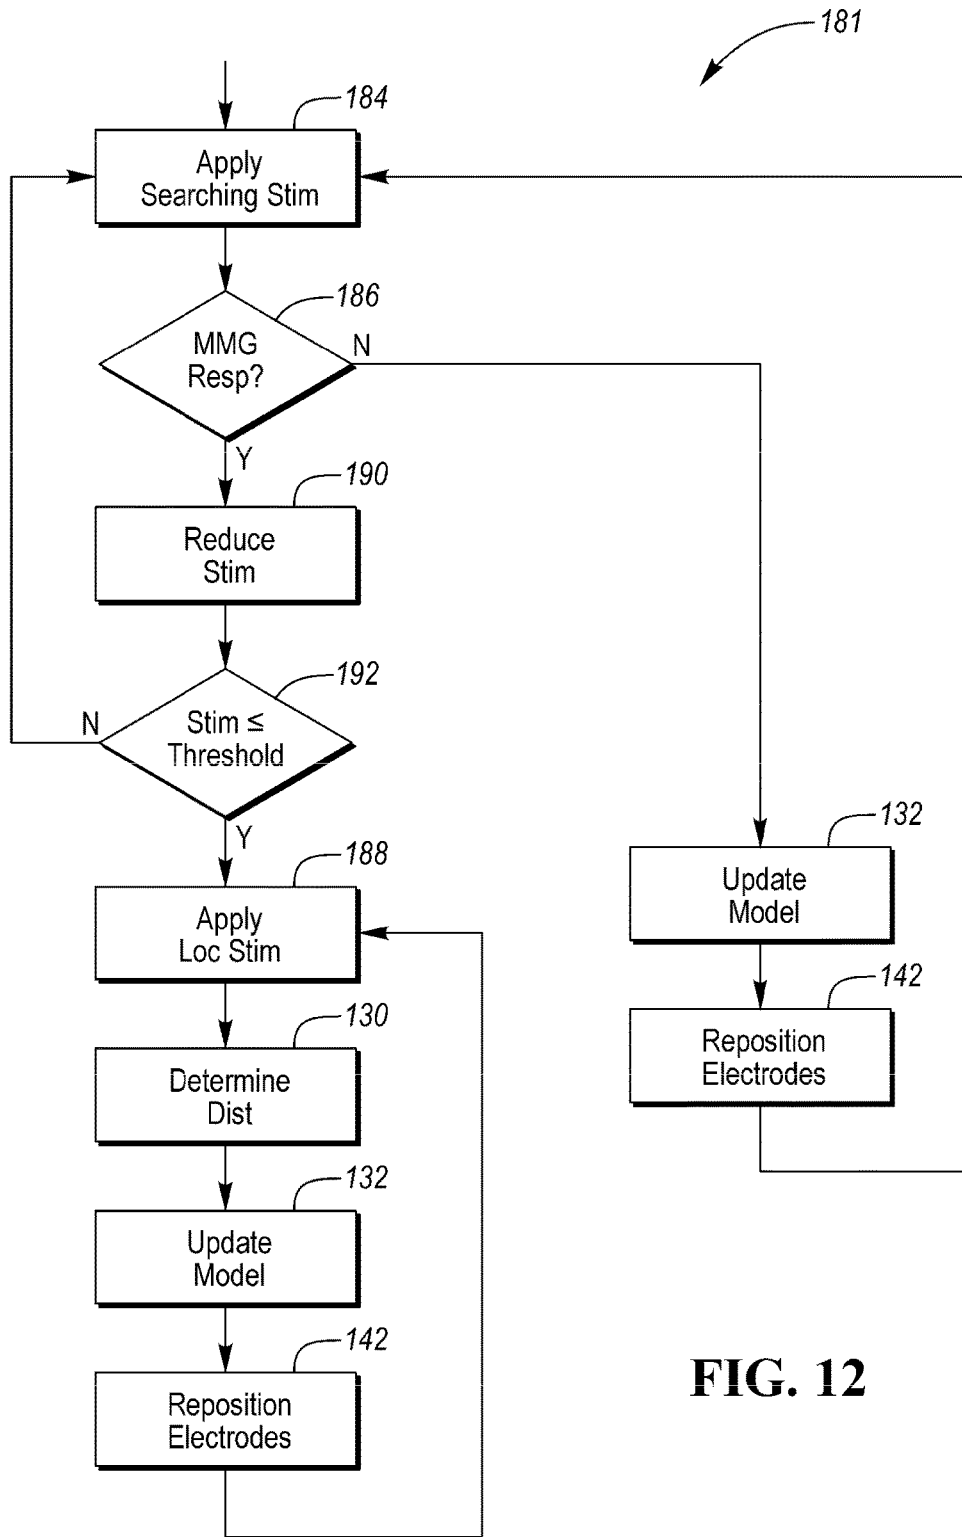 181
184
Apply
Searching Stim
186
MMG
Resp?
N
Y
190
Reduce
Stim
192
Stim ≤
Threshold
N
Y
188
Apply
Loc Stim
130
Determine
Dist
132
Update
Model
142
Reposition
Electrodes
132
Update
Model
142
Reposition
Electrodes
FIG. 12